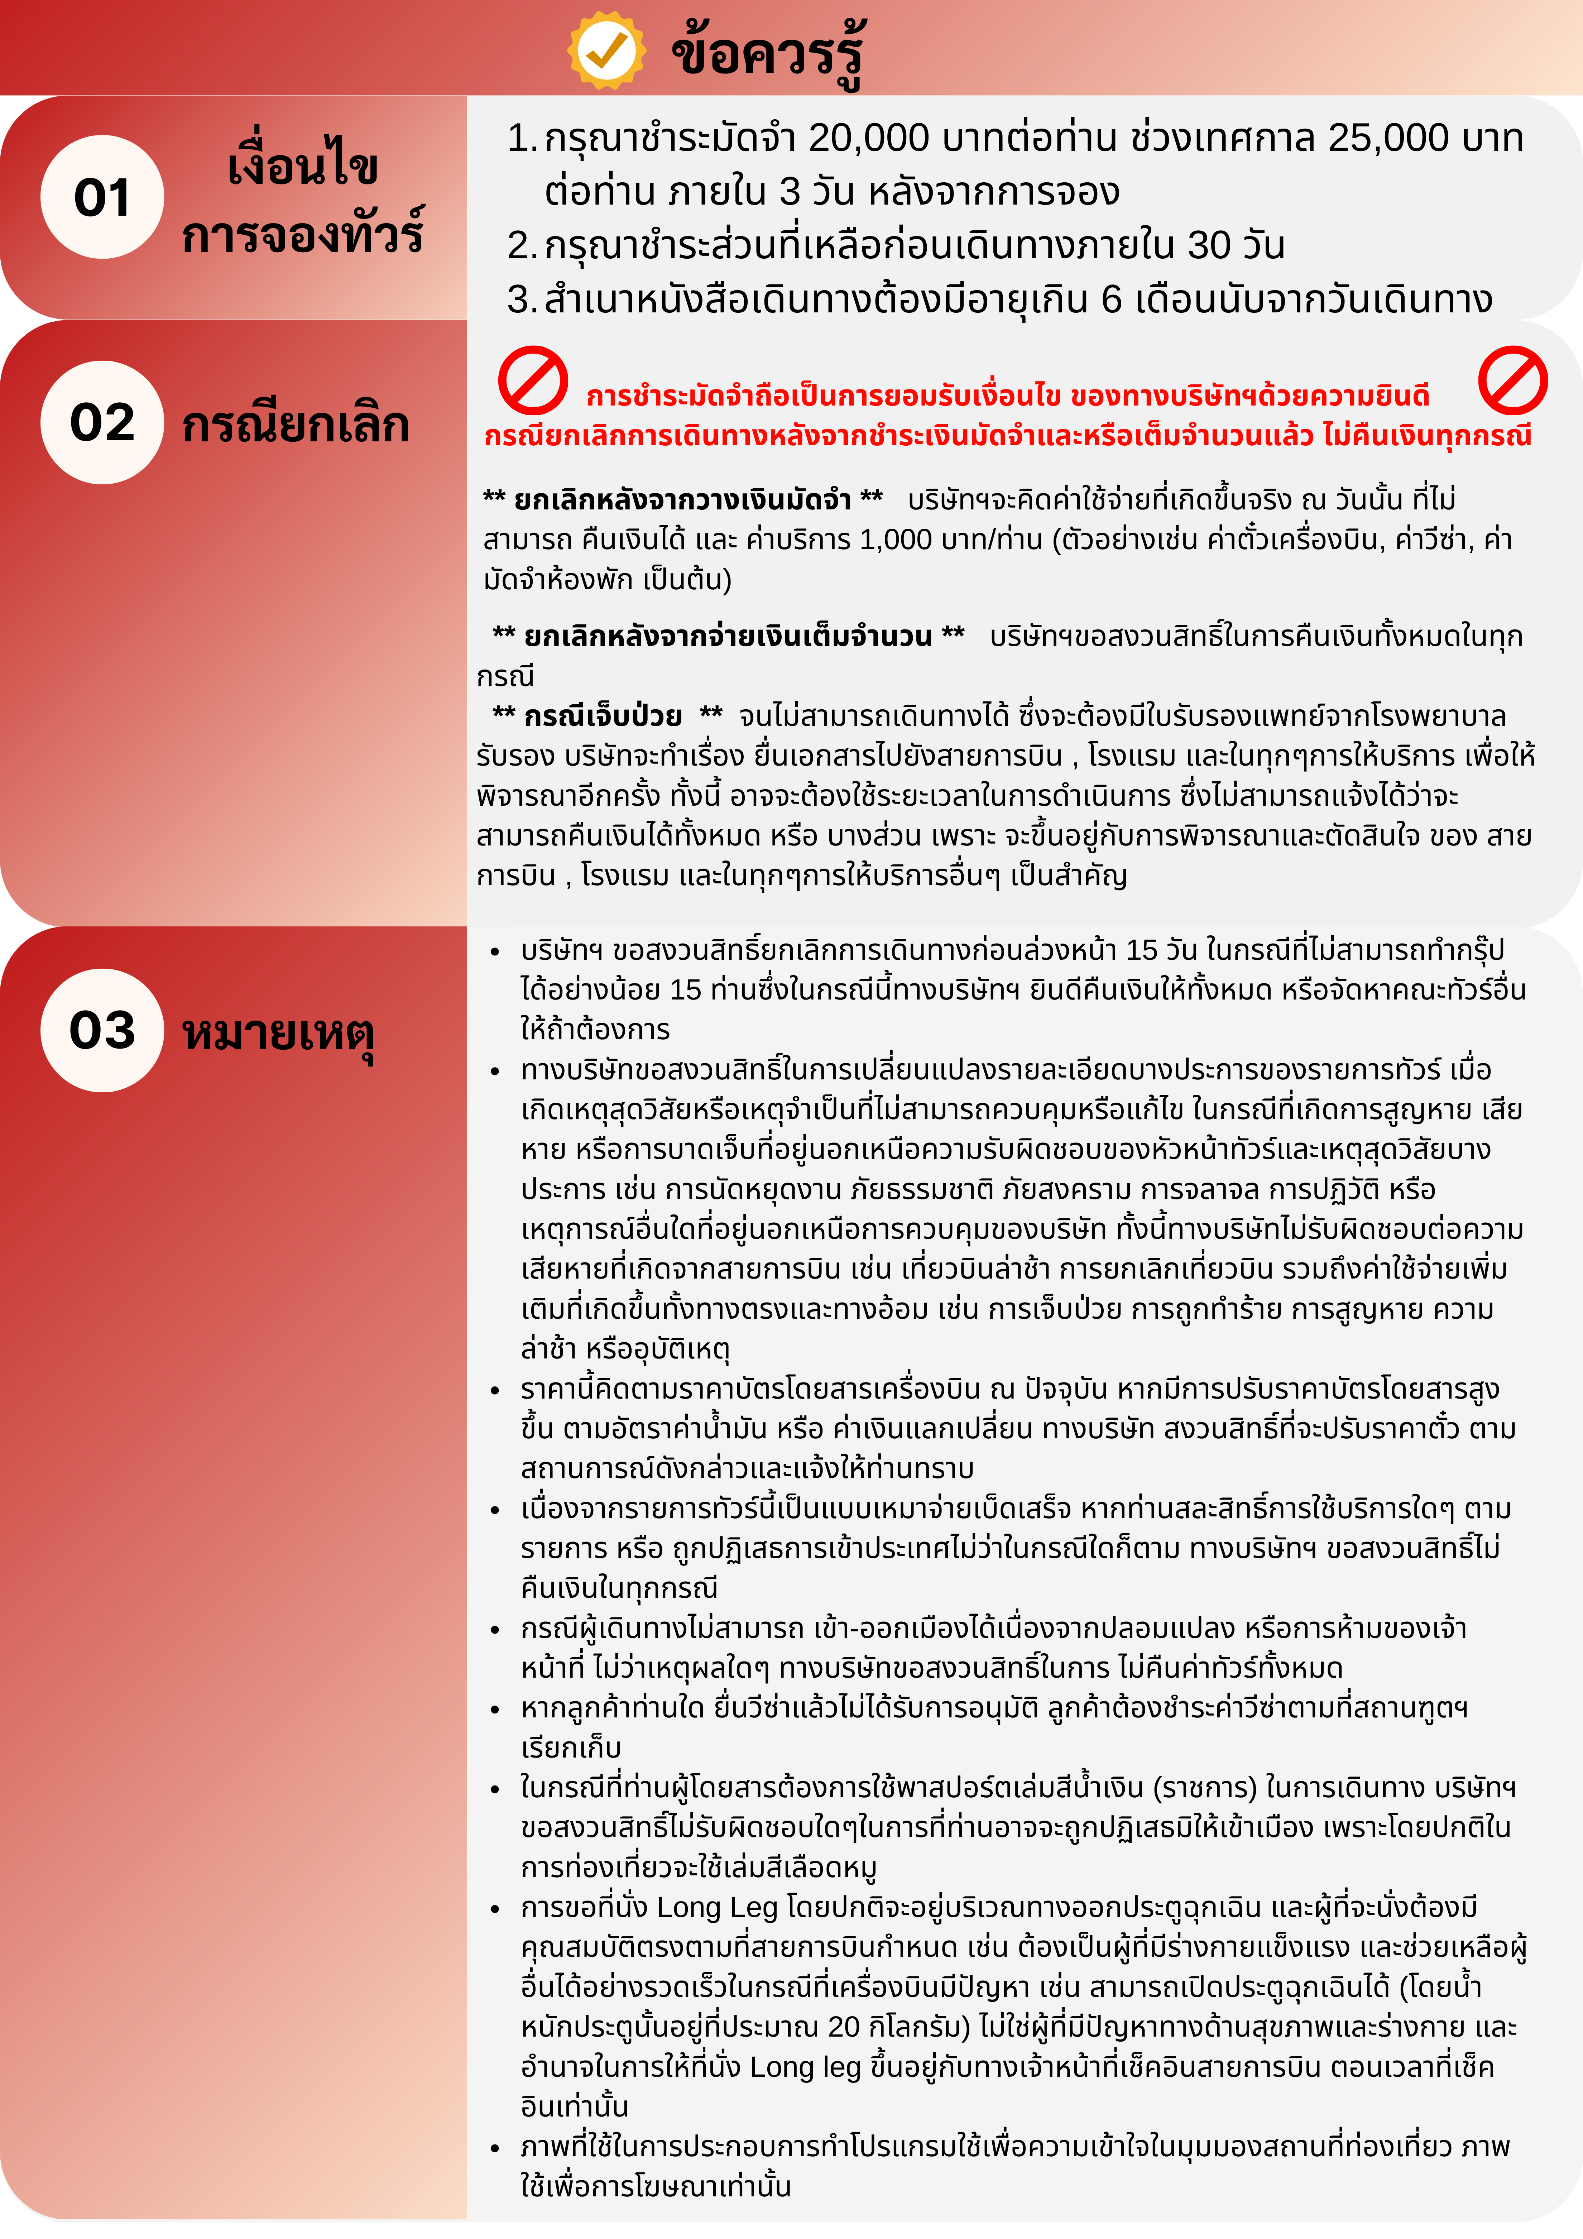 ข้อควรรู้
01
เงื่อนไข
การจองทัวร์
1. กรุณาชำระมัดจำ 20,000 บาทต่อท่าน ช่วงเทศกาล 25,000 บาท
ต่อท่าน ภายใน 3 วัน หลังจากการจอง
2. กรุณาชำระส่วนที่เหลือก่อนเดินทางภายใน 30 วัน
3. สำเนาหนังสือเดินทางต้องมีอายุเกิน 6 เดือนนับจากวันเดินทาง
02
กรณียกเลิก
การชำระมัดจำถือเป็นการยอมรับเงื่อนไข ของทางบริษัทฯด้วยความยินดี
กรณียกเลิกการเดินทางหลังจากชำระเงินมัดจำและหรือเต็มจำนวนแล้ว ไม่คืนเงินทุกกรณี
** ยกเลิกหลังจากวางเงินมัดจำ ** บริษัทฯจะคิดค่าใช้จ่ายที่เกิดขึ้นจริง ณ วันนั้น ที่ไม่
สามารถ คืนเงินได้ และ ค่าบริการ 1,000 บาท/ท่าน (ตัวอย่างเช่น ค่าตั๋วเครื่องบิน, ค่าวีซ่า, ค่า
มัดจำห้องพัก เป็นต้น)
** ยกเลิกหลังจากจ่ายเงินเต็มจำนวน ** บริษัทฯขอสงวนสิทธิ์ในการคืนเงินทั้งหมดในทุก
กรณี
** กรณีเจ็บป่วย ** จนไม่สามารถเดินทางได้ ซึ่งจะต้องมีใบรับรองแพทย์จากโรงพยาบาล
รับรอง บริษัทจะทำเรื่อง ยื่นเอกสารไปยังสายการบิน , โรงแรม และในทุกๆการให้บริการ เพื่อให้
พิจารณาอีกครั้ง ทั้งนี้ อาจจะต้องใช้ระยะเวลาในการดำเนินการ ซึ่งไม่สามารถแจ้งได้ว่าจะ
สามารถคืนเงินได้ทั้งหมด หรือ บางส่วน เพราะ จะขึ้นอยู่กับการพิจารณาและตัดสินใจ ของ สาย
การบิน , โรงแรม และในทุกๆการให้บริการอื่นๆ เป็นสำคัญ
03
หมายเหตุ
• บริษัทฯ ขอสงวนสิทธิ์ยกเลิกการเดินทางก่อนล่วงหน้า 15 วัน ในกรณีที่ไม่สามารถทำกรุ๊ป
ได้อย่างน้อย 15 ท่านซึ่งในกรณีนี้ทางบริษัทฯ ยินดีคืนเงินให้ทั้งหมด หรือจัดหาคณะทัวร์อื่น
ให้ถ้าต้องการ
• ทางบริษัทขอสงวนสิทธิ์ในการเปลี่ยนแปลงรายละเอียดบางประการของรายการทัวร์ เมื่อ
เกิดเหตุสุดวิสัยหรือเหตุจำเป็นที่ไม่สามารถควบคุมหรือแก้ไข ในกรณีที่เกิดการสูญหาย เสีย
หาย หรือการบาดเจ็บที่อยู่นอกเหนือความรับผิดชอบของหัวหน้าทัวร์และเหตุสุดวิสัยบาง
ประการ เช่น การนัดหยุดงาน ภัยธรรมชาติ ภัยสงคราม การจลาจล การปฏิวัติ หรือ
เหตุการณ์อื่นใดที่อยู่นอกเหนือการควบคุมของบริษัท ทั้งนี้ทางบริษัทไม่รับผิดชอบต่อความ
เสียหายที่เกิดจากสายการบิน เช่น เที่ยวบินล่าช้า การยกเลิกเที่ยวบิน รวมถึงค่าใช้จ่ายเพิ่ม
เติมที่เกิดขึ้นทั้งทางตรงและทางอ้อม เช่น การเจ็บป่วย การถูกทำร้าย การสูญหาย ความ
ล่าช้า หรืออุบัติเหตุ
• ราคานี้คิดตามราคาบัตรโดยสารเครื่องบิน ณ ปัจจุบัน หากมีการปรับราคาบัตรโดยสารสูง
ขึ้น ตามอัตราค่าน้ำมัน หรือ ค่าเงินแลกเปลี่ยน ทางบริษัท สงวนสิทธิ์ที่จะปรับราคาตั๋ว ตาม
สถานการณ์ดังกล่าวและแจ้งให้ท่านทราบ
• เนื่องจากรายการทัวร์นี้เป็นแบบเหมาจ่ายเบ็ดเสร็จ หากท่านสละสิทธิ์การใช้บริการใดๆ ตาม
รายการ หรือ ถูกปฏิเสธการเข้าประเทศไม่ว่าในกรณีใดก็ตาม ทางบริษัทฯ ขอสงวนสิทธิ์ไม่
คืนเงินในทุกกรณี
• กรณีผู้เดินทางไม่สามารถ เข้า-ออกเมืองได้เนื่องจากปลอมแปลง หรือการห้ามของเจ้า
หน้าที่ ไม่ว่าเหตุผลใดๆ ทางบริษัทขอสงวนสิทธิ์ในการ ไม่คืนค่าทัวร์ทั้งหมด
• หากลูกค้าท่านใด ยื่นวีซ่าแล้วไม่ได้รับการอนุมัติ ลูกค้าต้องชำระค่าวีซ่าตามที่สถานฑูตฯ
เรียกเก็บ
• ในกรณีที่ท่านผู้โดยสารต้องการใช้พาสปอร์ตเล่มสีน้ำเงิน (ราชการ) ในการเดินทาง บริษัทฯ
ขอสงวนสิทธิ์ไม่รับผิดชอบใดๆในการที่ท่านอาจจะถูกปฏิเสธมิให้เข้าเมือง เพราะโดยปกติใน
การท่องเที่ยวจะใช้เล่มสีเลือดหมู
• การขอที่นั่ง Long Leg โดยปกติจะอยู่บริเวณทางออกประตูฉุกเฉิน และผู้ที่จะนั่งต้องมี
คุณสมบัติตรงตามที่สายการบินกำหนด เช่น ต้องเป็นผู้ที่มีร่างกายแข็งแรง และช่วยเหลือผู้
อื่นได้อย่างรวดเร็วในกรณีที่เครื่องบินมีปัญหา เช่น สามารถเปิดประตูฉุกเฉินได้ (โดยน้ำ
หนักประตูนั้นอยู่ที่ประมาณ 20 กิโลกรัม) ไม่ใช่ผู้ที่มีปัญหาทางด้านสุขภาพและร่างกาย และ
อำนาจในการให้ที่นั่ง Long leg ขึ้นอยู่กับทางเจ้าหน้าที่เช็คอินสายการบิน ตอนเวลาที่เช็ค
อินเท่านั้น
• ภาพที่ใช้ในการประกอบการทำโปรแกรมใช้เพื่อความเข้าใจในมุมมองสถานที่ท่องเที่ยว ภาพ
ใช้เพื่อการโฆษณาเท่านั้น